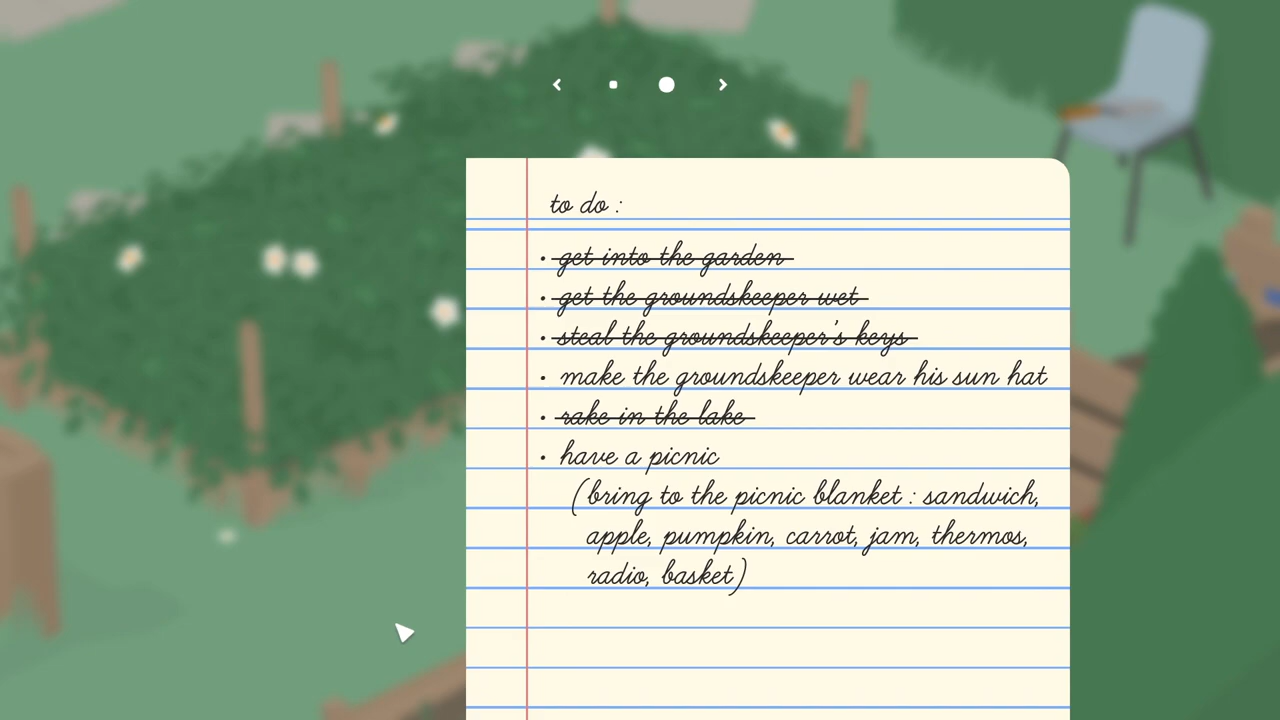 to do :
• get into the garden
• get the groundskeeper wet
• steal the groundskeeper's keys
• make the groundskeeper wear his sun hat
• rake in the lake
• have a picnic
(bring to the picnic blanket : sandwich,
apple, pumpkin, carrot, jam, thermos,
radio, basket)